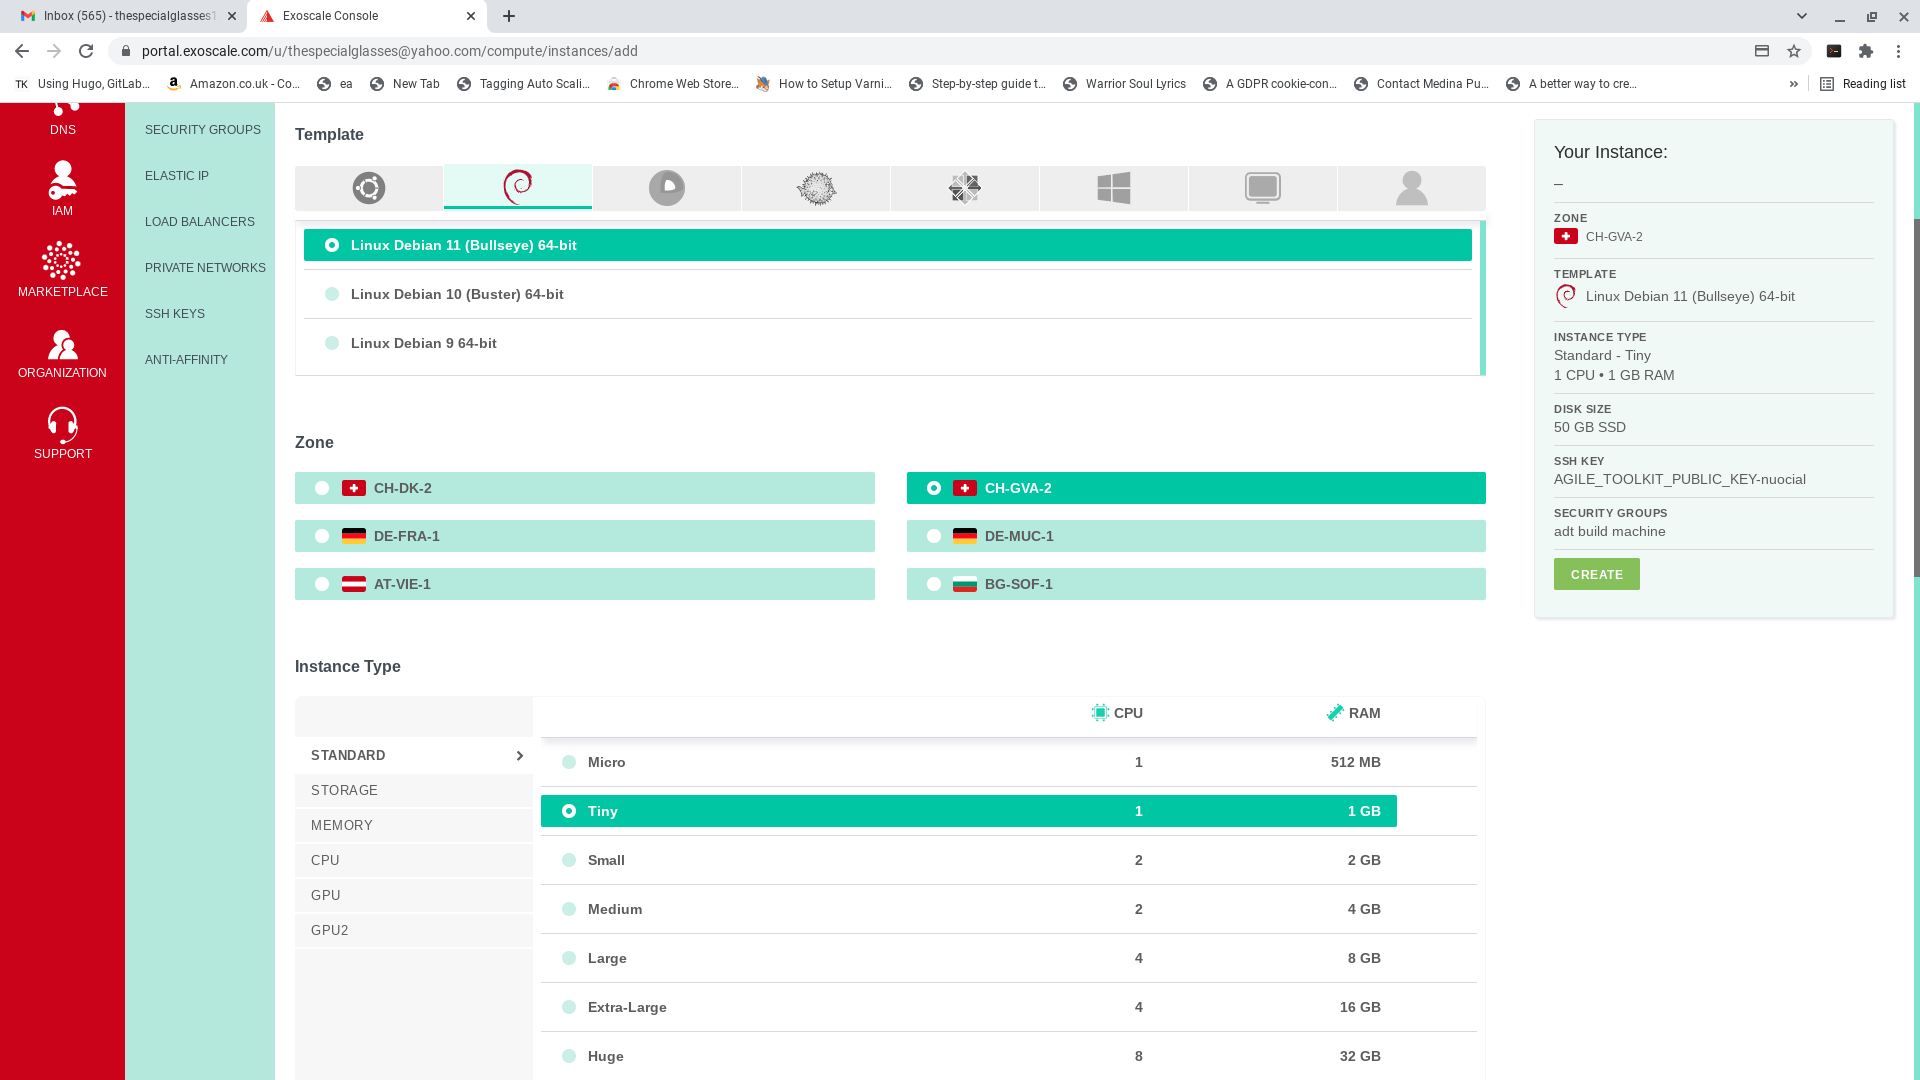 Inbox (565) - thespecialglasses1
Exoscale Console
portal.exoscale.com/u/thespecialglasses@yahoo.com/compute/instances/add
TK Using Hugo, GitLab...
Amazon.co.uk - Co...
ea
New Tab
Tagging Auto Scali...
Chrome Web Store...
How to Setup Varni...
Step-by-step guide t...
Warrior Soul Lyrics
A GDPR cookie-con...
Contact Medina Pu...
A better way to cre...
»
Reading list
DNS
IAM
MARKETPLACE
ORGANIZATION
SUPPORT
SECURITY GROUPS
ELASTIC IP
LOAD BALANCERS
PRIVATE NETWORKS
SSH KEYS
ANTI-AFFINITY
Template
Linux Debian 11 (Bullseye) 64-bit
Linux Debian 10 (Buster) 64-bit
Linux Debian 9 64-bit
Zone
CH-DK-2
CH-GVA-2
DE-FRA-1
DE-MUC-1
AT-VIE-1
BG-SOF-1
Instance Type
CPU RAM
STANDARD
STORAGE
MEMORY
CPU
GPU
GPU2
Micro 1 512 MB
Tiny 1 1 GB
Small 2 2 GB
Medium 2 4 GB
Large 4 8 GB
Extra-Large 4 16 GB
Huge 8 32 GB
Your Instance:
–
ZONE
CH-GVA-2
TEMPLATE
Linux Debian 11 (Bullseye) 64-bit
INSTANCE TYPE
Standard - Tiny
1 CPU • 1 GB RAM
DISK SIZE
50 GB SSD
SSH KEY
AGILE_TOOLKIT_PUBLIC_KEY-nuocial
SECURITY GROUPS
adt build machine
CREATE